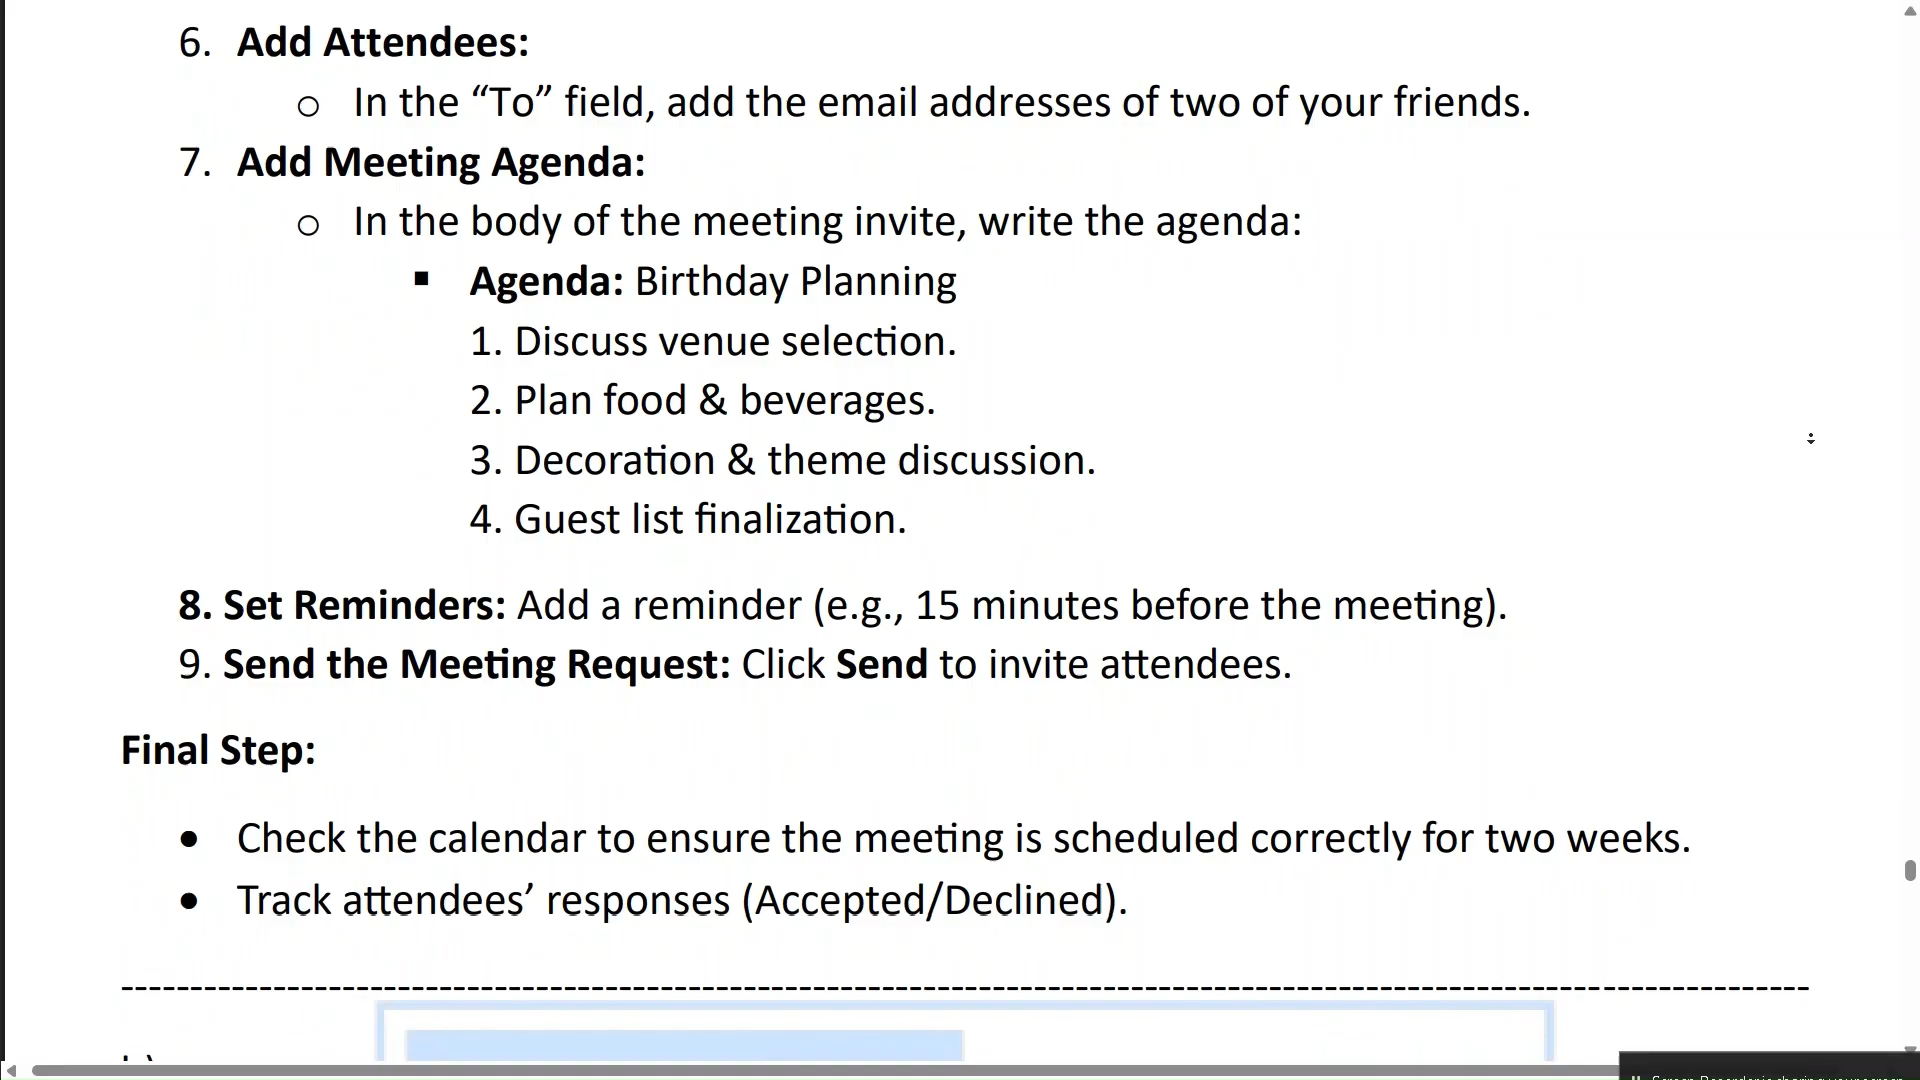 6. Add Attendees:
o In the “To” field, add the email addresses of two of your friends.
7. Add Meeting Agenda:
o In the body of the meeting invite, write the agenda:
▪ Agenda: Birthday Planning
1. Discuss venue selection.
2. Plan food & beverages.
3. Decoration & theme discussion.
4. Guest list finalization.
8. Set Reminders: Add a reminder (e.g., 15 minutes before the meeting).
9. Send the Meeting Request: Click Send to invite attendees.
Final Step:
• Check the calendar to ensure the meeting is scheduled correctly for two weeks.
• Track attendees’ responses (Accepted/Declined).